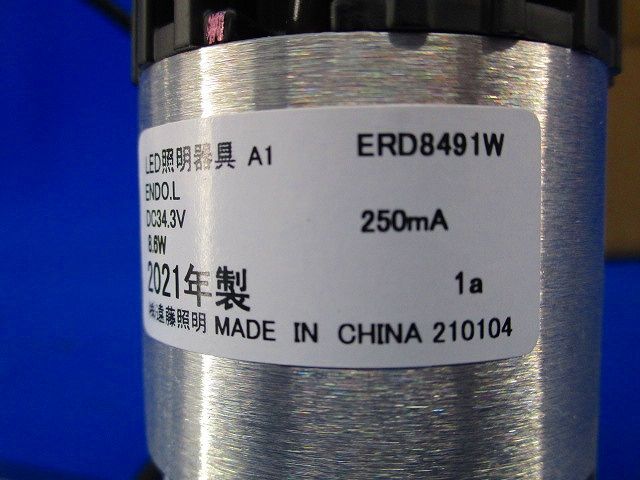 LED照明器具 A1 ERD8491W
ENDO.L
DC34.3V 250mA
8.6W
2021年製 1a
㈱遠藤照明 MADE IN CHINA 210104